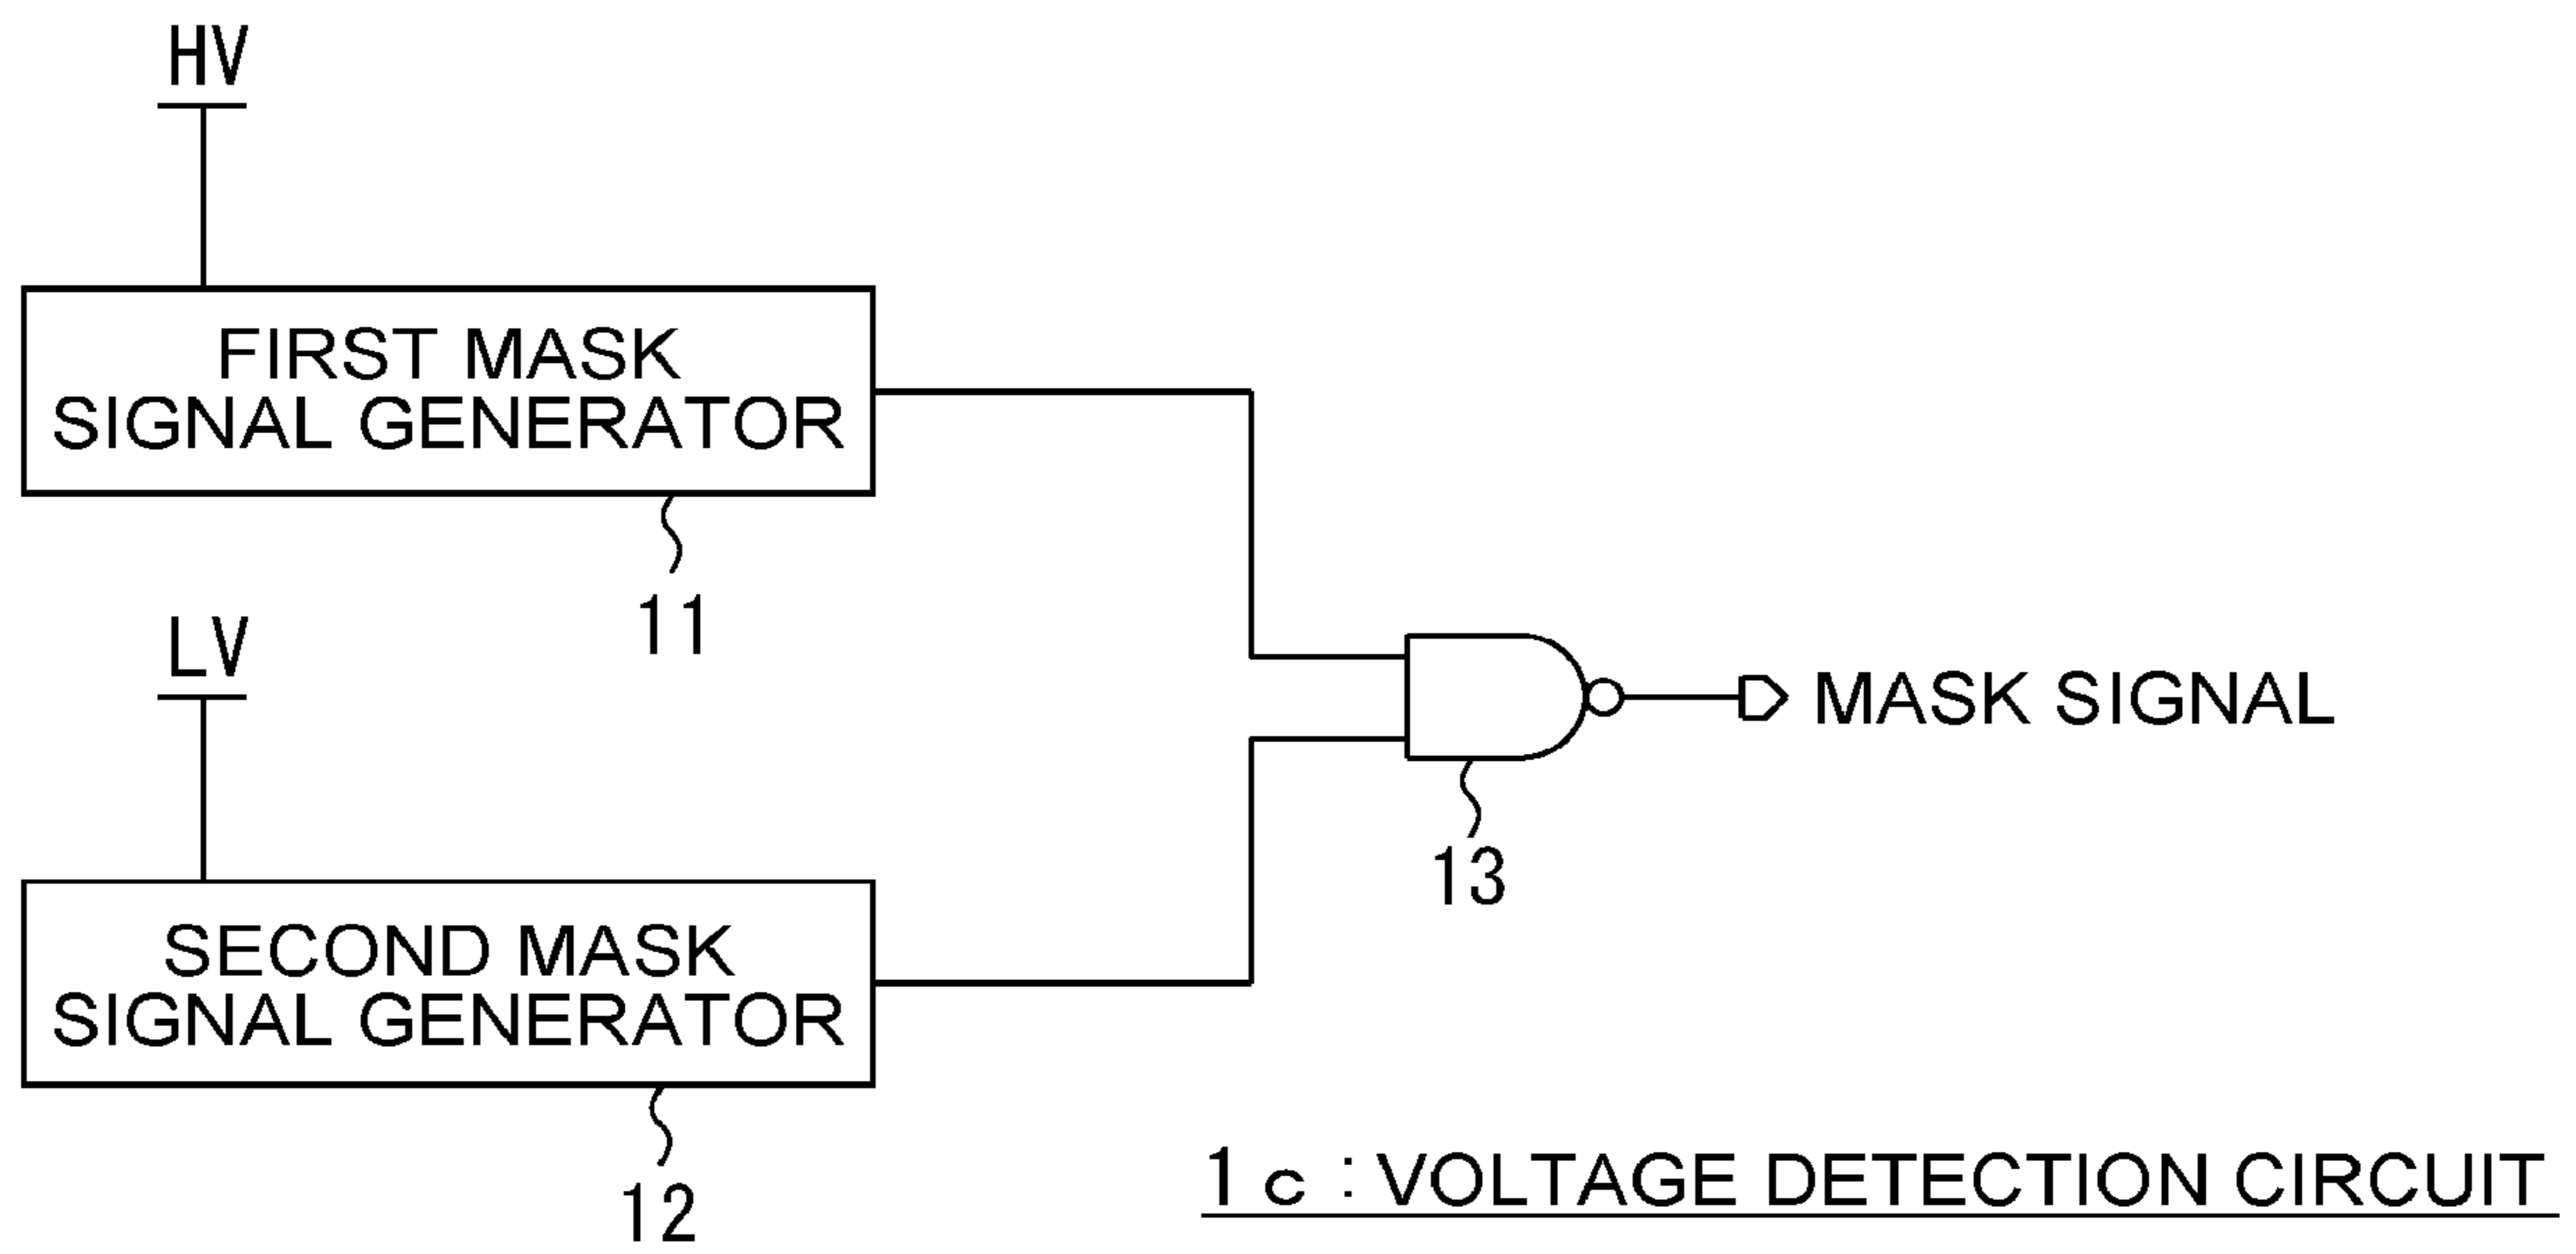 HV
FIRST MASK
SIGNAL GENERATOR
11
LV
MASK SIGNAL
13
SECOND MASK
SIGNAL GENERATOR
12
1c : VOLTAGE DETECTION CIRCUIT